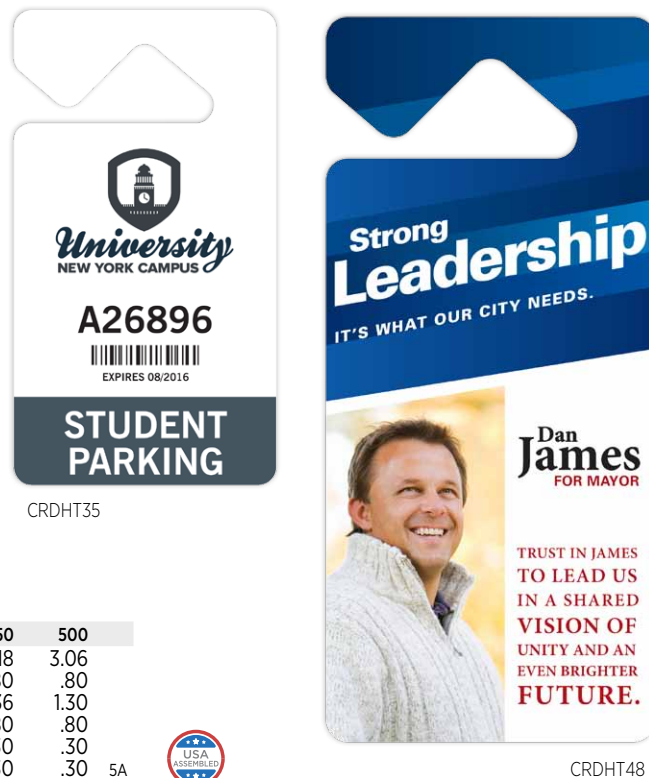 University
NEW YORK CAMPUS
A26896
EXPIRES 08/2016
STUDENT
PARKING
CRDHT35
Strong
Leadership
IT'S WHAT OUR CITY NEEDS.
Dan
James
FOR MAYOR
TRUST IN JAMES
TO LEAD US
IN A SHARED
VISION OF
UNITY AND AN
EVEN BRIGHTER
FUTURE.
CRDHT48
500
3.06
.80
1.30
.80
.30
.30 5A
USA
ASSEMBLED